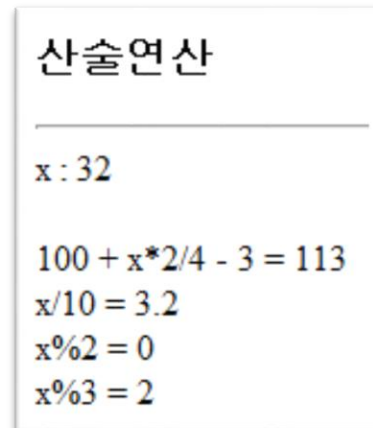 산술연산
x : 32
100 + x*2/4 - 3 = 113
x/10 = 3.2
x%2 = 0
x%3 = 2